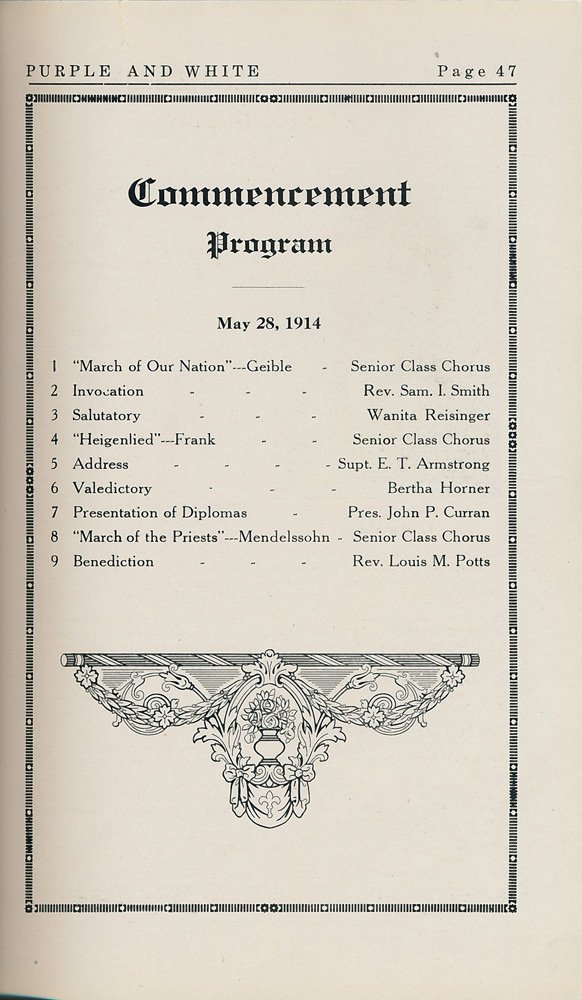 PURPLE AND WHITE Page 47
Commencement
Program
May 28, 1914
1 "March of Our Nation"---Geible - Senior Class Chorus
2 Invocation - - - Rev. Sam. I. Smith
3 Salutatory - - - Wanita Reisinger
4 "Heigenlied"---Frank - - Senior Class Chorus
5 Address - - - - Supt. E. T. Armstrong
6 Valedictory - - - Bertha Horner
7 Presentation of Diplomas - Pres. John P. Curran
8 "March of the Priests"---Mendelssohn - Senior Class Chorus
9 Benediction - - - Rev. Louis M. Potts